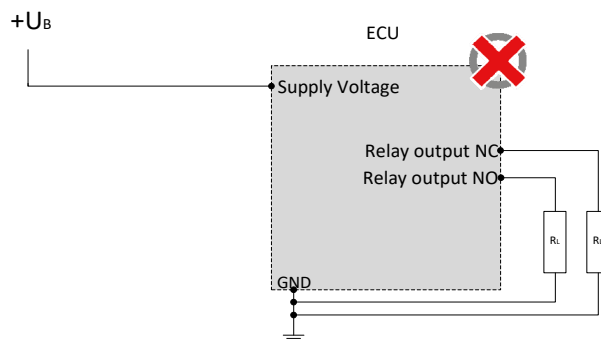 +UB
ECU
Supply Voltage
Relay output NC
Relay output NO
RL
GND